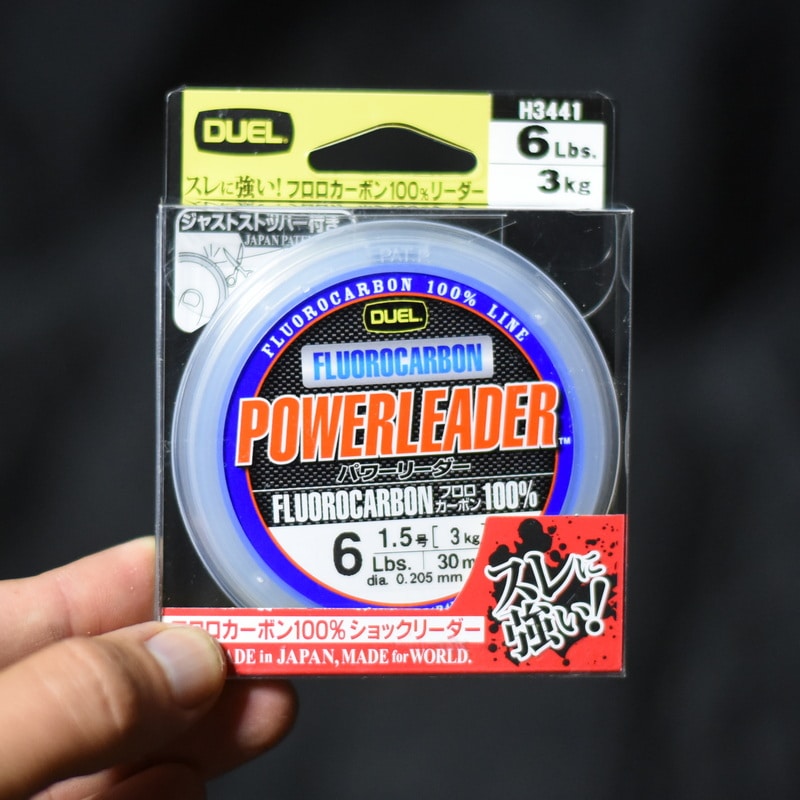 DUEL
H3441
6 Lbs.
3 kg
スレに強い!フロロカーボン100%リーダー
ジャストストッパー付き
JAPAN
FLUOROCARBON 100% LINE
DUEL
FLUOROCARBON
POWERLEADER™
パワーリーダー
FLUOROCARBON フロロカーボン 100%
6 Lbs.
1.5号[ 3kg
30m
dia. 0.205 mm
スレに
強い!
ロカーボン100%ショックリーダー
ADE in JAPAN, MADE for WORLD.